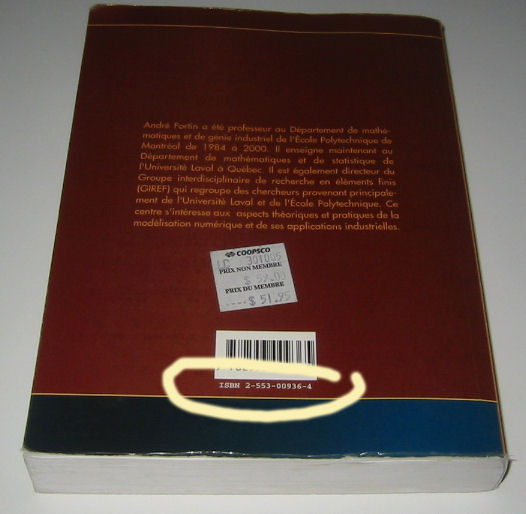 André Fortin a été professeur au Département de mathé-
matiques et de génie industriel de l'École Polytechnique de
Montréal de 1984 à 2000. Il enseigne maintenant au
Département de mathématiques et de statistique de
l'Université Laval à Québec. Il est également directeur du
Groupe interdisciplinaire de recherche en éléments finis
(GIREF) qui regroupe des chercheurs provenant principale-
ment de l'Université Laval et de l'École Polytechnique. Ce
centre s'intéresse aux aspects théoriques et pratiques de la
modélisation numérique et de ses applications industrielles.
COOPSCO
301005
PRIX NON MEMBRE
PRIX DU MEMBRE
$ 51.95
ISBN 2-553-00936-4